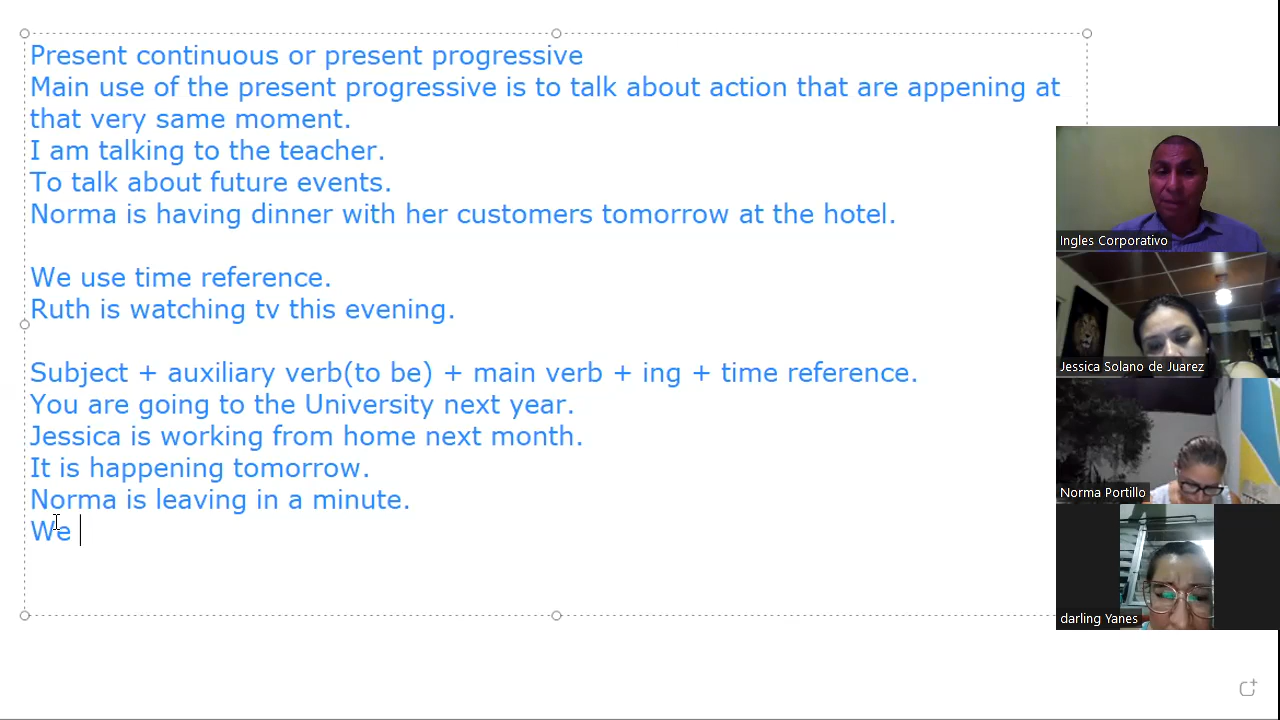 Present continuous or present progressive
Main use of the present progressive is to talk about action that are appening at
that very same moment.
I am talking to the teacher.
To talk about future events.
Norma is having dinner with her customers tomorrow at the hotel.
We use time reference.
Ruth is watching tv this evening.
Subject + auxiliary verb(to be) + main verb + ing + time reference.
You are going to the University next year.
Jessica is working from home next month.
It is happening tomorrow.
Norma is leaving in a minute.
We
Ingles Corporativo
Jessica Solano de Juárez
Norma Portillo
darling Yanes